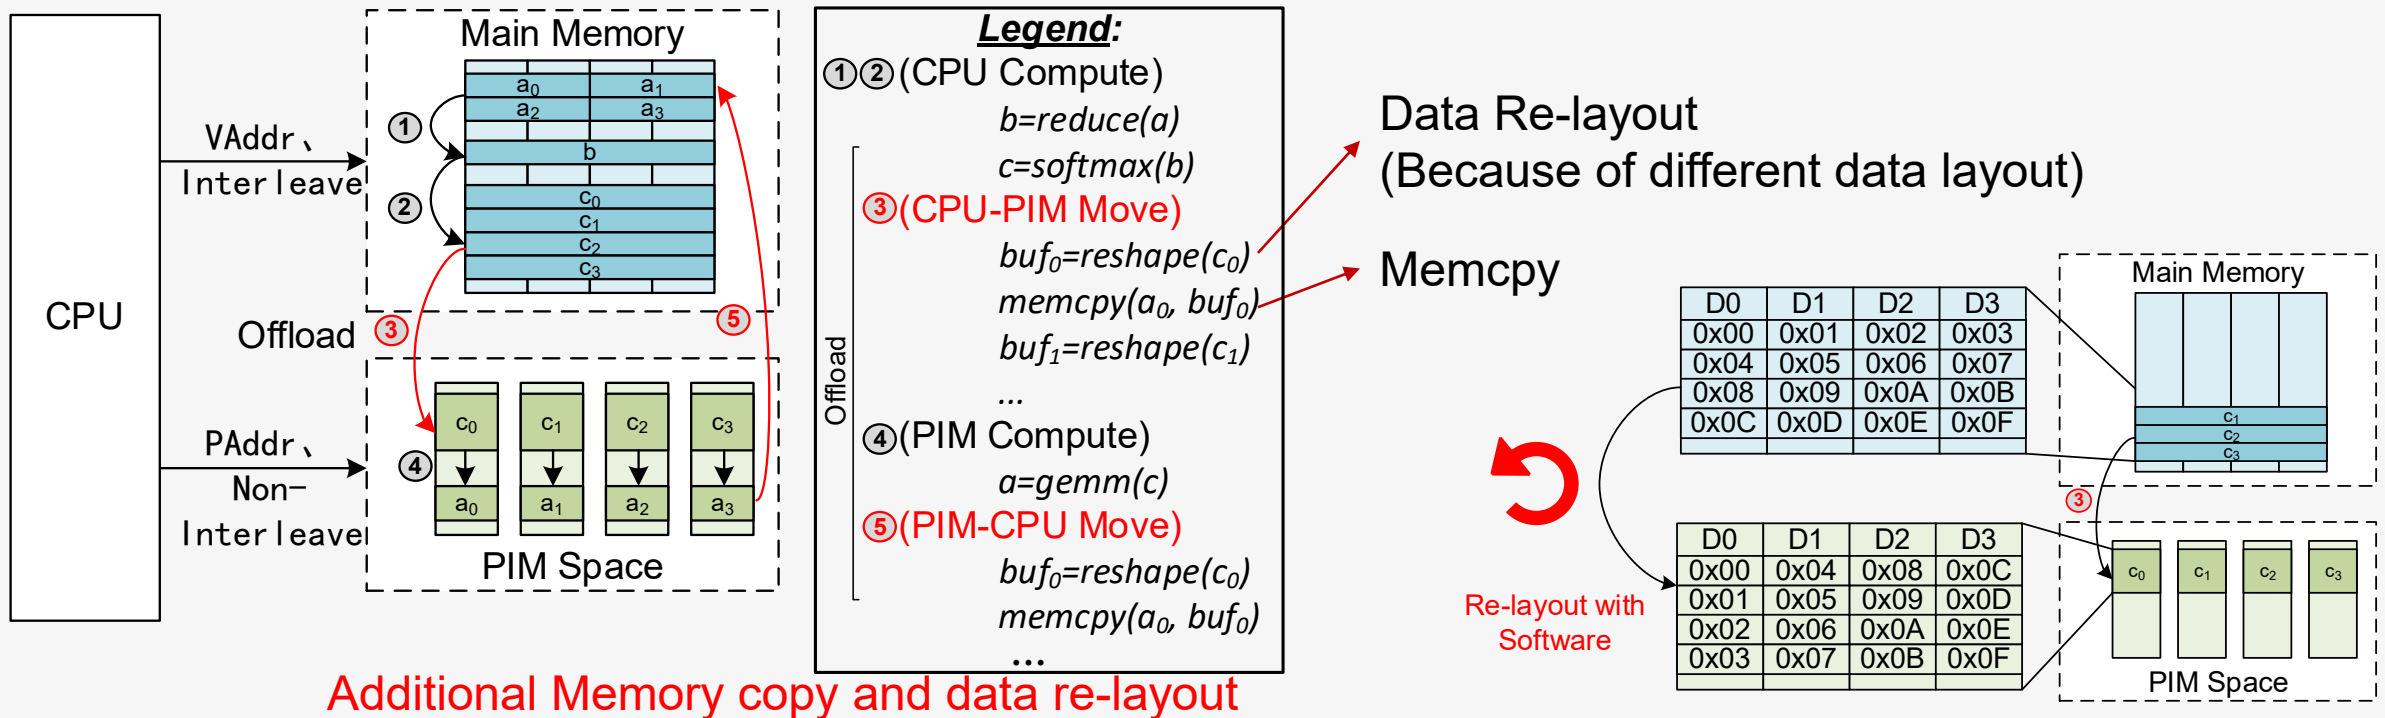 CPU
VAddr、
Interleave
Offload
PAddr、
Non-
Interleave
Main Memory
a0 a1
a2 a3
b
c0
c1
c2
c3
①
②
③
⑤
④
c0 c1 c2 c3
a0 a1 a2 a3
PIM Space
Legend:
①②(CPU Compute)
b=reduce(a)
c=softmax(b)
③(CPU-PIM Move)
buf0=reshape(c0)
memcpy(a0, buf0)
buf1=reshape(c1)
...
④(PIM Compute)
a=gemm(c)
⑤(PIM-CPU Move)
buf0=reshape(c0)
memcpy(a0, buf0)
...
Offload
Additional Memory copy and data re-layout
Data Re-layout
(Because of different data layout)
Memcpy
D0 D1 D2 D3
0x00 0x01 0x02 0x03
0x04 0x05 0x06 0x07
0x08 0x09 0x0A 0x0B
0x0C 0x0D 0x0E 0x0F
Main Memory
c1
c2
c3
③
Re-layout with
Software
D0 D1 D2 D3
0x00 0x04 0x08 0x0C
0x01 0x05 0x09 0x0D
0x02 0x06 0x0A 0x0E
0x03 0x07 0x0B 0x0F
c0 c1 c2 c3
PIM Space